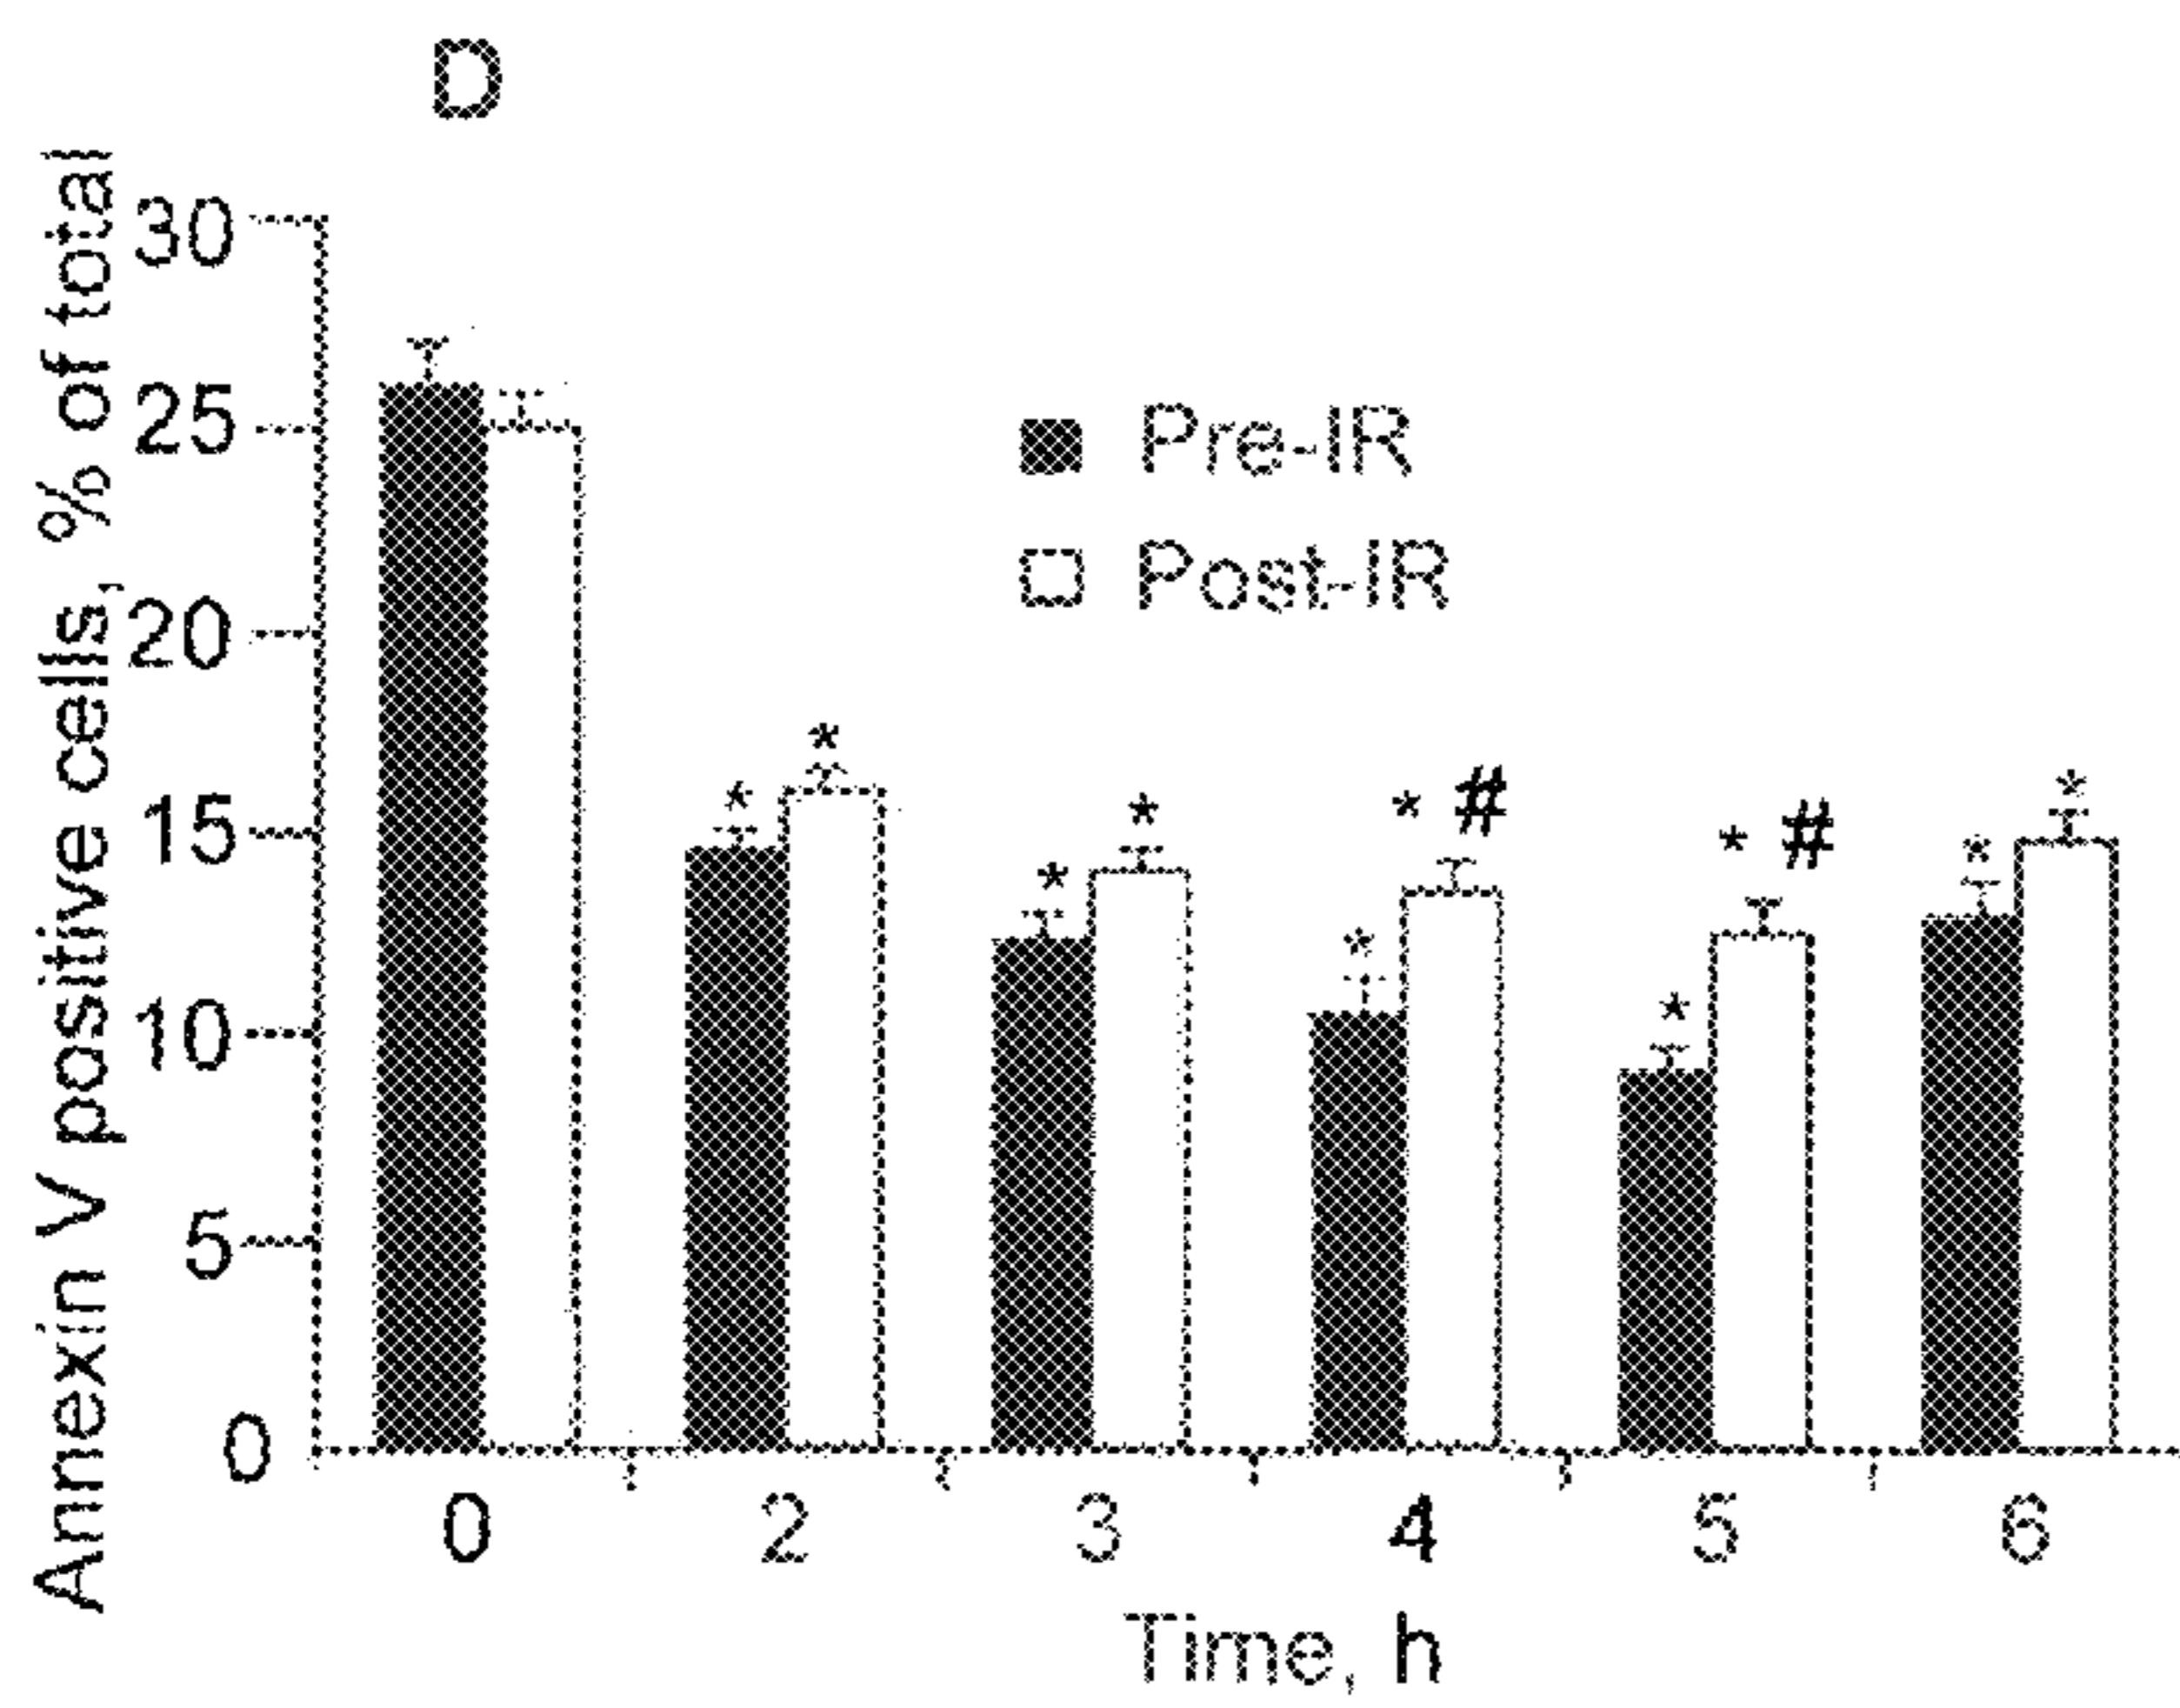 D
Annexin V positive cells, % of total
30
25
20
15
10
5
0
Pre-IR
Post-IR
*
*
*
*
*
* #
*
* #
*
*
0 2 3 4 5 6
Time, h